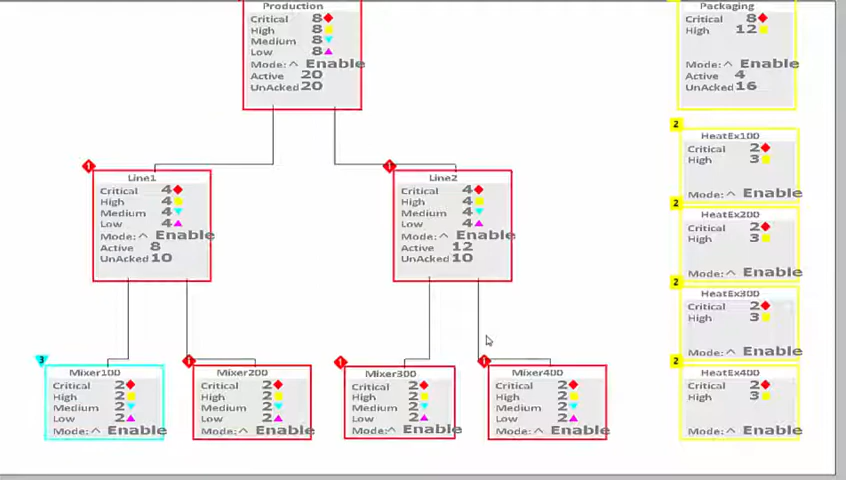 Production
Critical 8
High 8
Medium 8
Low 8
Mode: ^ Enable
Active 20
UnAcked 20
Packaging
Critical 8
High 12
Mode: ^ Enable
Active 4
UnAcked 16
1
Line1
Critical 4
High 4
Medium 4
Low 4
Mode: ^ Enable
Active 8
UnAcked 10
1
Line2
Critical 4
High 4
Medium 4
Low 4
Mode: ^ Enable
Active 12
UnAcked 10
2
HeatEx100
Critical 2
High 3
Mode: ^ Enable
2
HeatEx200
Critical 2
High 3
Mode: ^ Enable
2
HeatEx300
Critical 2
High 3
Mode: ^ Enable
3
Mixer100
Critical 2
High 2
Medium 2
Low 2
Mode: ^ Enable
1
Mixer200
Critical 2
High 2
Medium 2
Low 2
Mode: ^ Enable
1
Mixer300
Critical 2
High 2
Medium 2
Low 2
Mode: ^ Enable
1
Mixer400
Critical 2
High 2
Medium 2
Low 2
Mode: ^ Enable
2
HeatEx400
Critical 2
High 3
Mode: ^ Enable